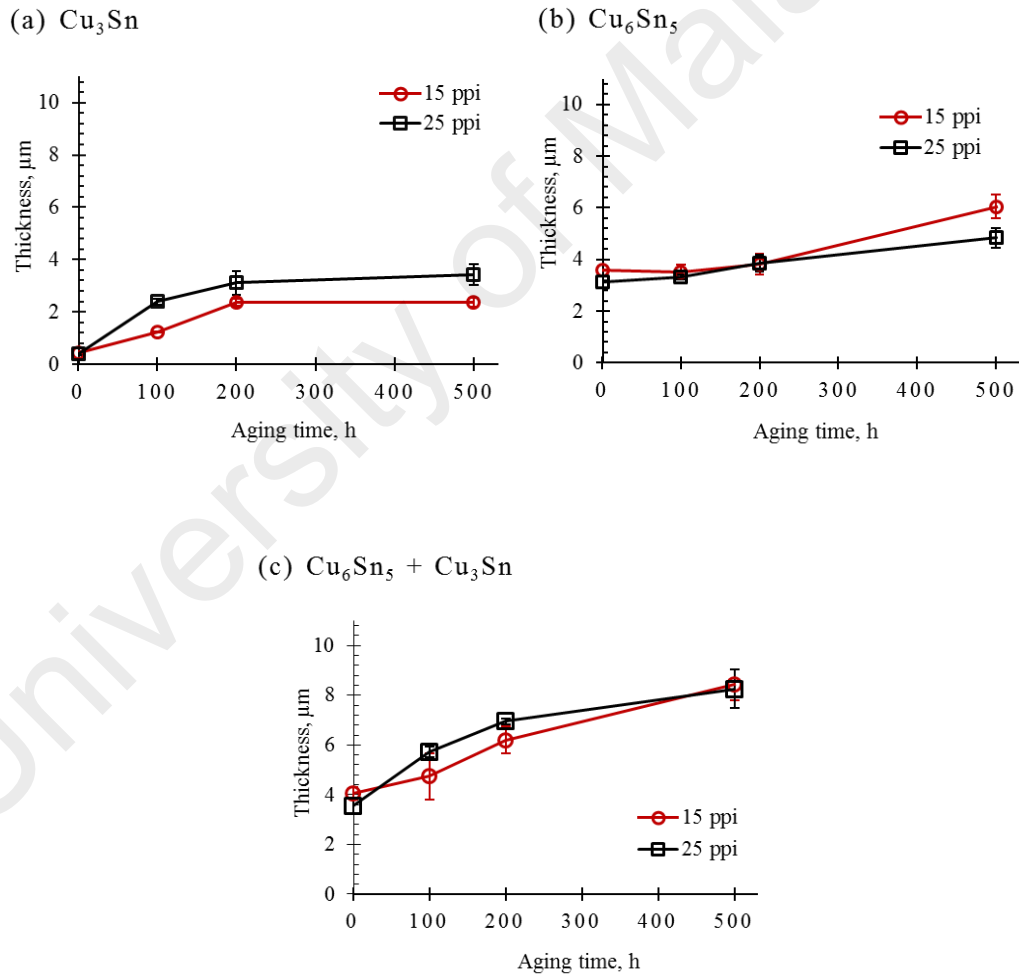 (a) Cu₃Sn
10
8
6
4
2
0
Thickness, μm
15 ppi
25 ppi
0 100 200 300 400 500
Aging time, h
(b) Cu₆Sn₅
10
8
6
4
2
0
Thickness, μm
15 ppi
25 ppi
0 100 200 300 400 500
Aging time, h
(c) Cu₆Sn₅ + Cu₃Sn
10
8
6
4
2
0
Thickness, μm
15 ppi
25 ppi
0 100 200 300 400 500
Aging time, h
University of Mala